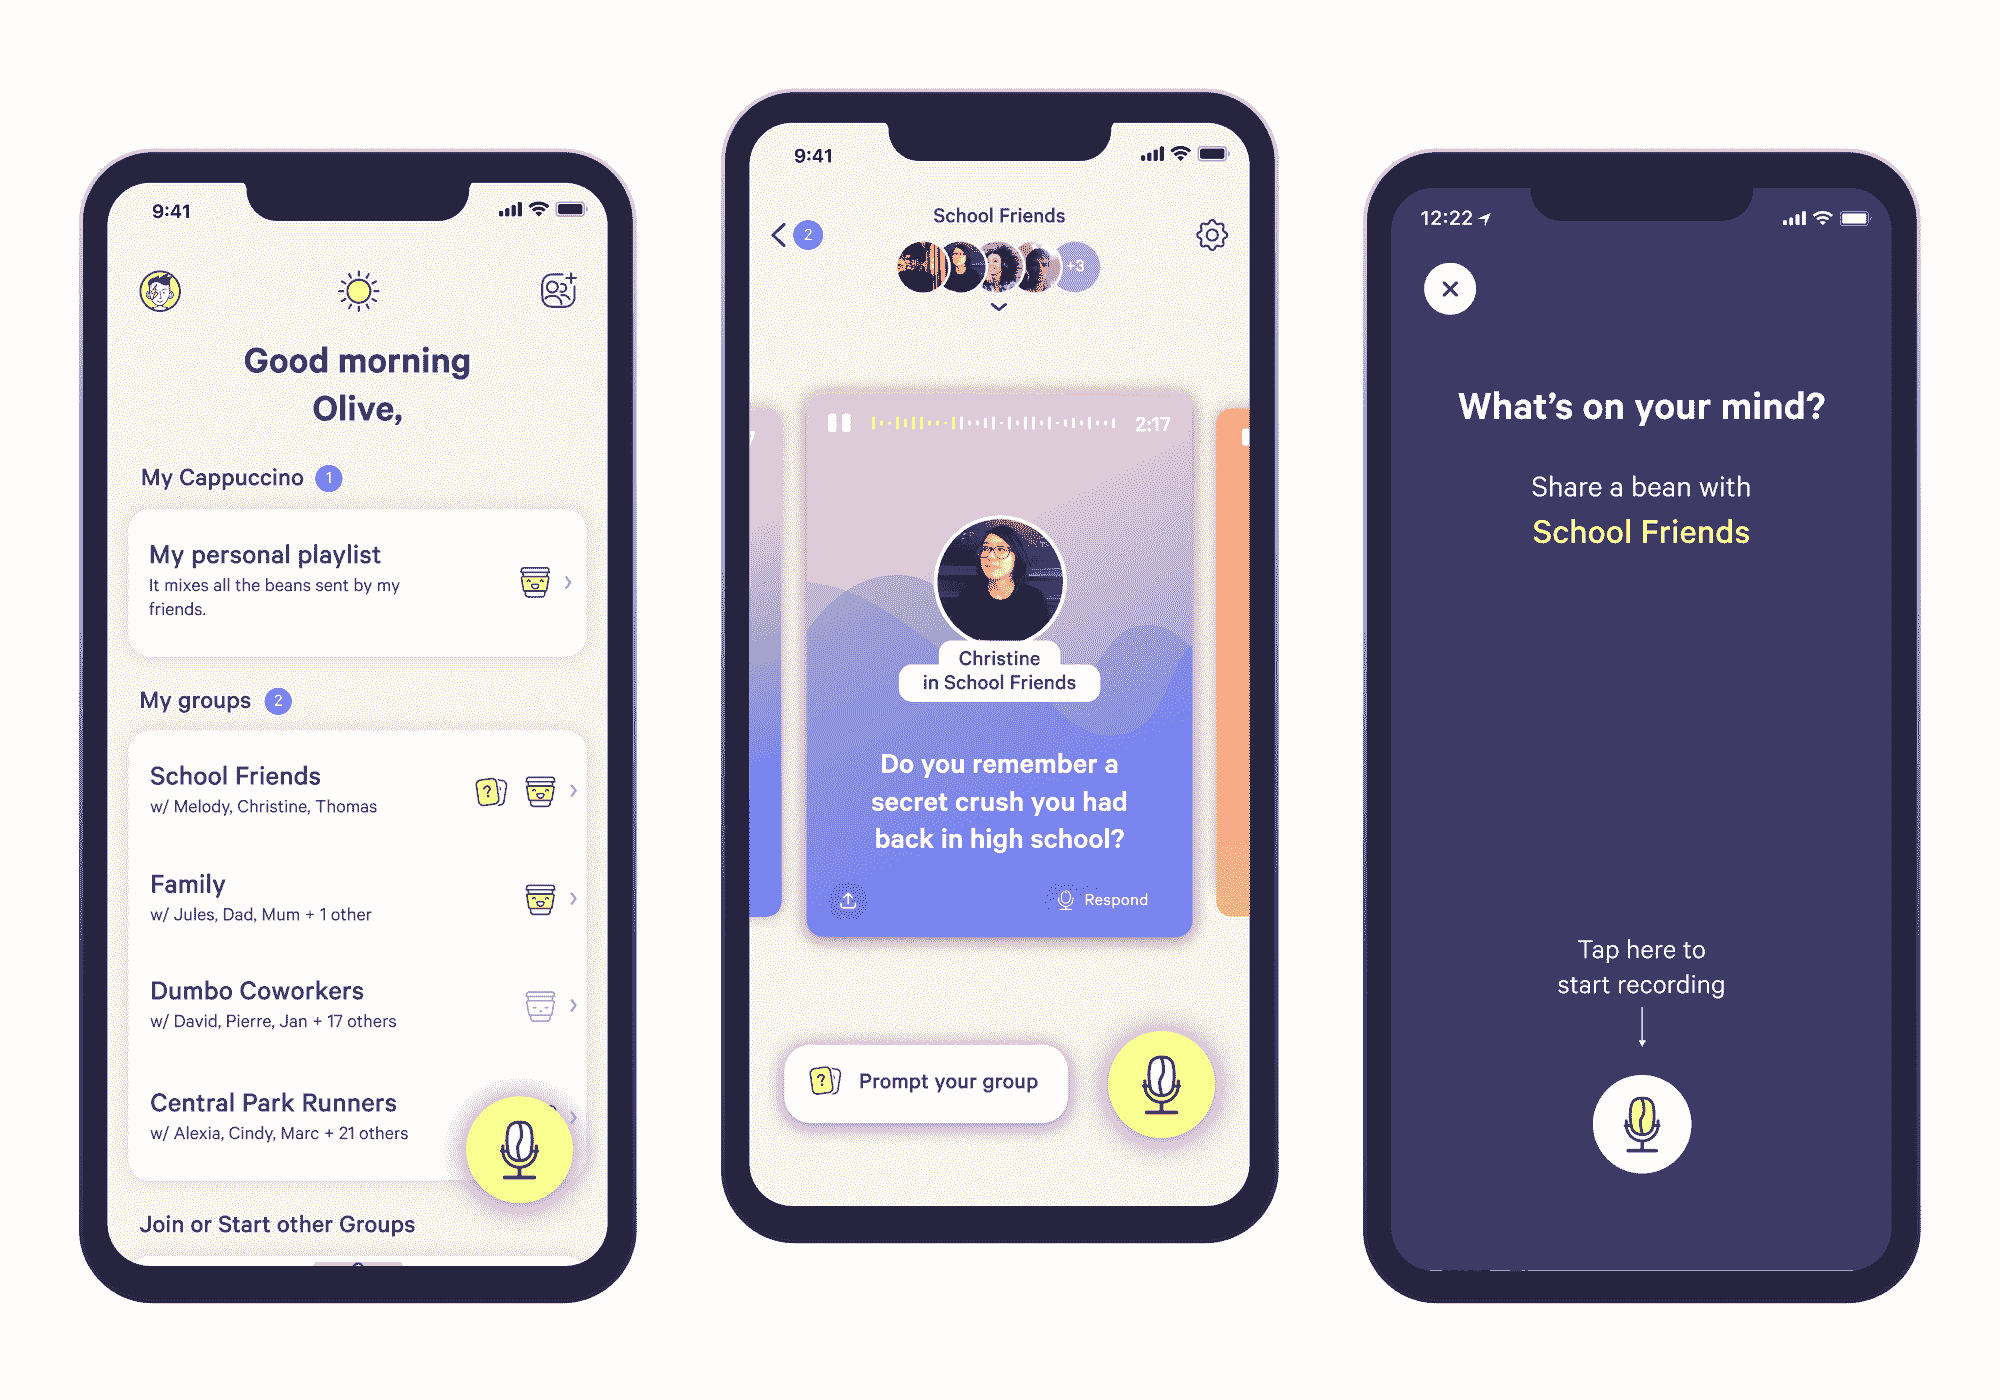 9:41
Good morning
Olive,
My Cappuccino 1
My personal playlist
It mixes all the beans sent by my
friends.
My groups 2
School Friends
w/ Melody, Christine, Thomas
?
Family
w/ Jules, Dad, Mum + 1 other
Dumbo Coworkers
w/ David, Pierre, Jan + 17 others
Central Park Runners
w/ Alexia, Cindy, Marc + 21 others
Join or Start other Groups
9:41
2
School Friends
+3
2:17
Christine
in School Friends
Do you remember a
secret crush you had
back in high school?
Respond
? Prompt your group
12:22
What's on your mind?
Share a bean with
School Friends
Tap here to
start recording